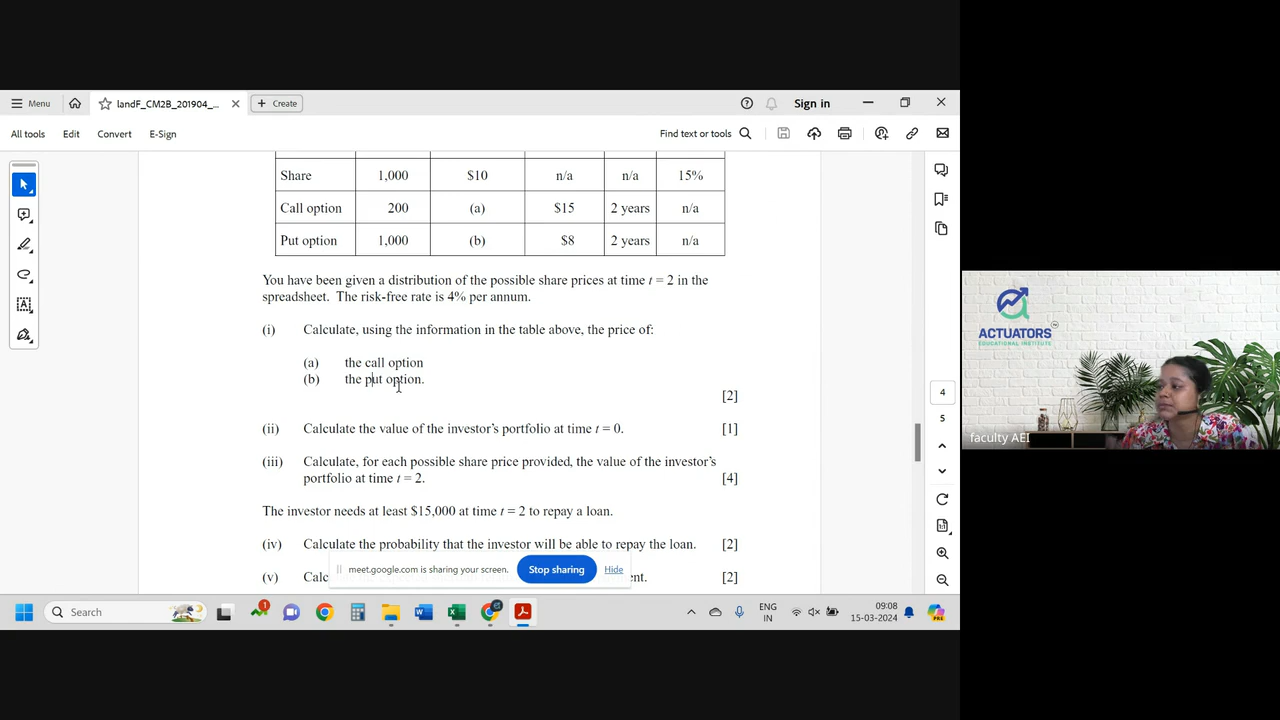 Menu
landF_CM2B_201904_...
Create
Sign in
All tools
Edit
Convert
E-Sign
Find text or tools
Share 1,000 $10 n/a n/a 15%
Call option 200 (a) $15 2 years n/a
Put option 1,000 (b) $8 2 years n/a
You have been given a distribution of the possible share prices at time t = 2 in the
spreadsheet. The risk-free rate is 4% per annum.
(i) Calculate, using the information in the table above, the price of:
(a) the call option
(b) the put option.
[2]
(ii) Calculate the value of the investor's portfolio at time t = 0. [1]
(iii) Calculate, for each possible share price provided, the value of the investor's
portfolio at time t = 2. [4]
The investor needs at least $15,000 at time t = 2 to repay a loan.
(iv) Calculate the probability that the investor will be able to repay the loan. [2]
(v) Calc ent. [2]
meet.google.com is sharing your screen. Stop sharing Hide
4
5
Search
ENG
IN
09:08
15-03-2024
ACTUATORS
EDUCATIONAL INSTITUTE
faculty AEI